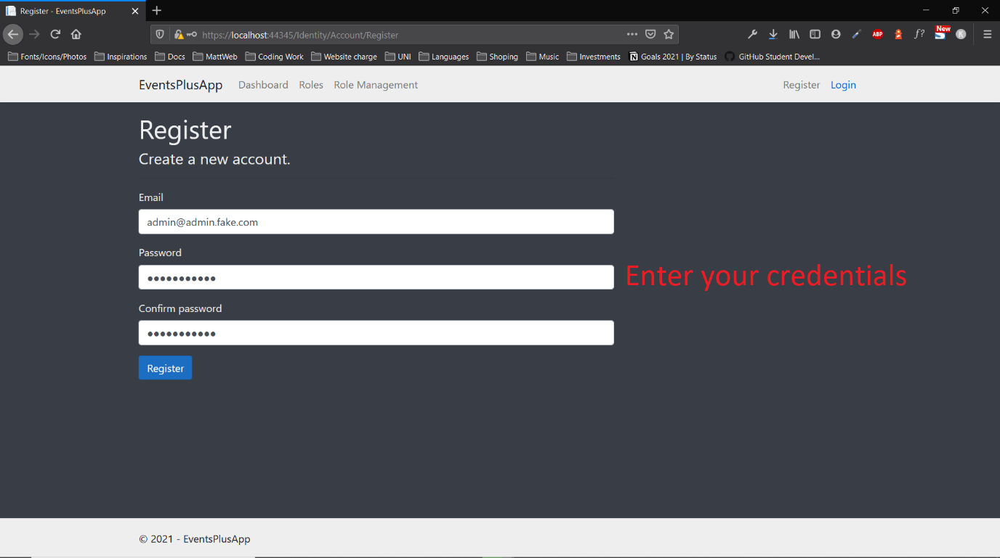 Register - EventsPlusApp
https://localhost:44345/Identity/Account/Register
ABP
f?
New
S
K
Fonts/Icons/Photos Inspirations Docs MattWeb Coding Work Website charge UNI Languages Shoping Music Investments Goals 2021 | By Status GitHub Student Devel...
EventsPlusApp Dashboard Roles Role Management Register Login
Register
Create a new account.
Email
admin@admin.fake.com
Password
●●●●●●●●●●●
Enter your credentials
Confirm password
●●●●●●●●●●●
Register
© 2021 - EventsPlusApp